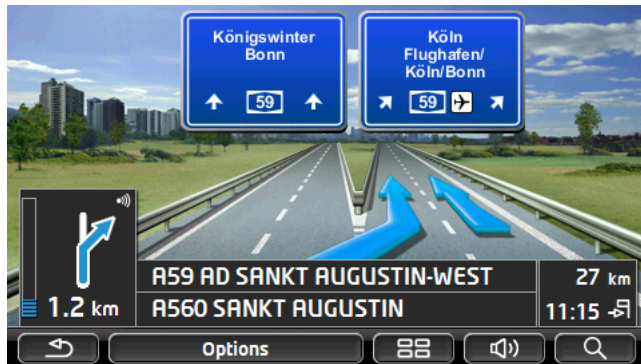 Königswinter
Bonn
59
Köln
Flughafen/
Köln/Bonn
59
A59 AD SANKT AUGUSTIN-WEST
27 km
1.2 km
A560 SANKT AUGUSTIN
11:15
Options